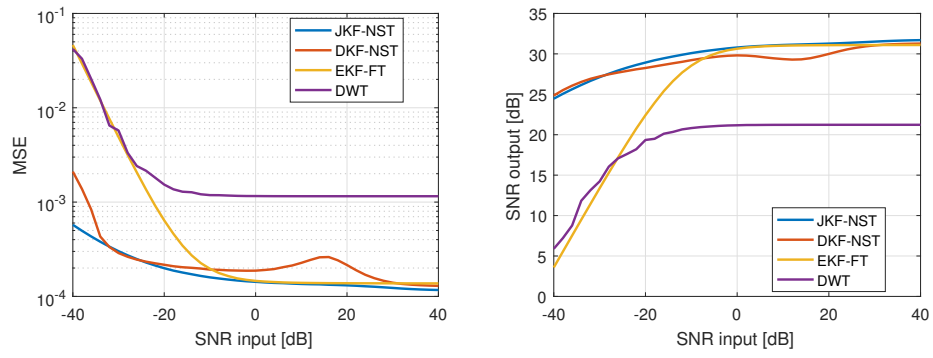 10^-1
10^-2
10^-3
10^-4
MSE
-40 -20 0 20 40
SNR input [dB]
JKF-NST
DKF-NST
EKF-FT
DWT
35
30
25
20
15
10
5
0
SNR output [dB]
-40 -20 0 20 40
SNR input [dB]
JKF-NST
DKF-NST
EKF-FT
DWT